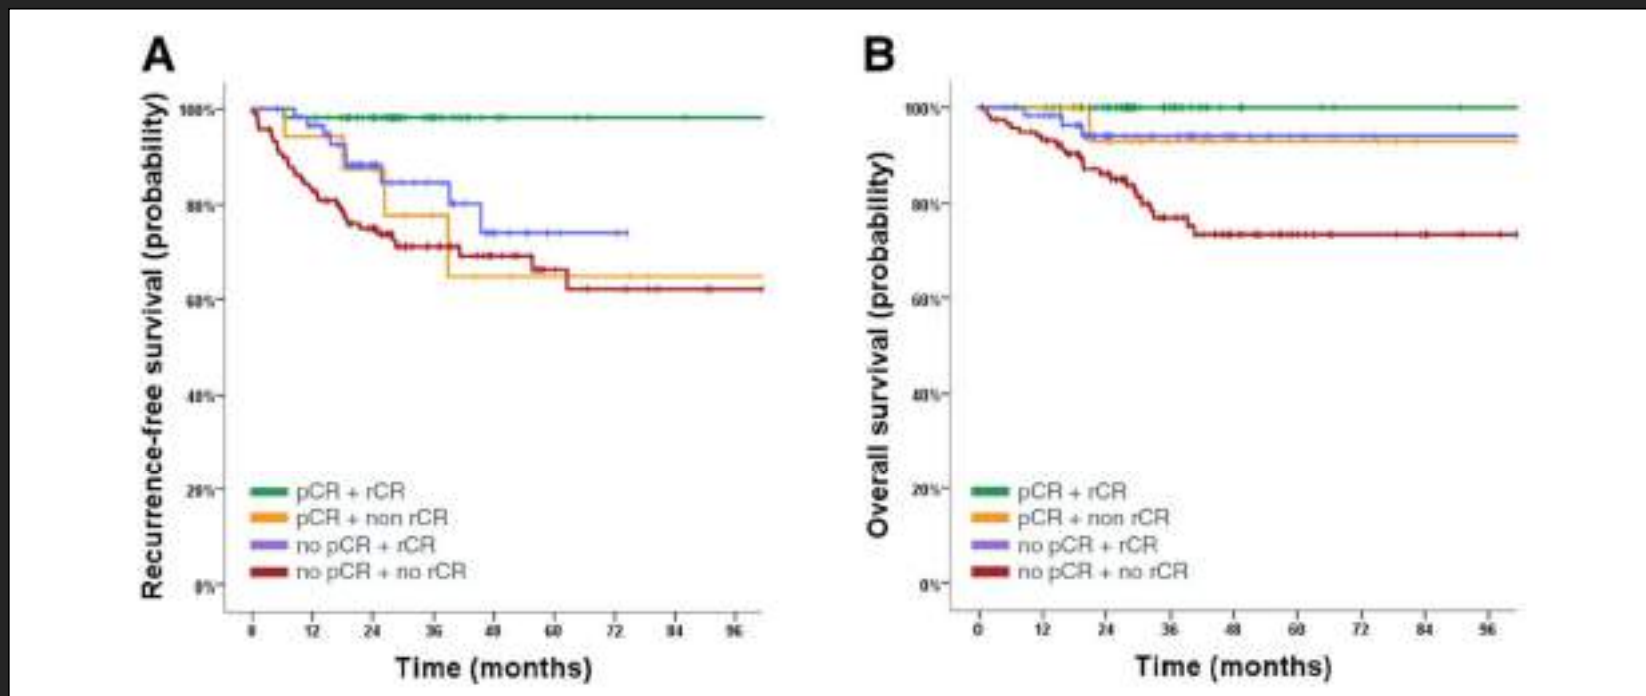 A
Recurrence-free survival (probability)
100%
80%
60%
40%
20%
0%
pCR + rCR
pCR + non rCR
no pCR + rCR
no pCR + no rCR
0 12 24 36 48 60 72 84 96
Time (months)
B
Overall survival (probability)
100%
80%
60%
40%
20%
0%
pCR + rCR
pCR + non rCR
no pCR + rCR
no pCR + no rCR
0 12 24 36 48 60 72 84 96
Time (months)